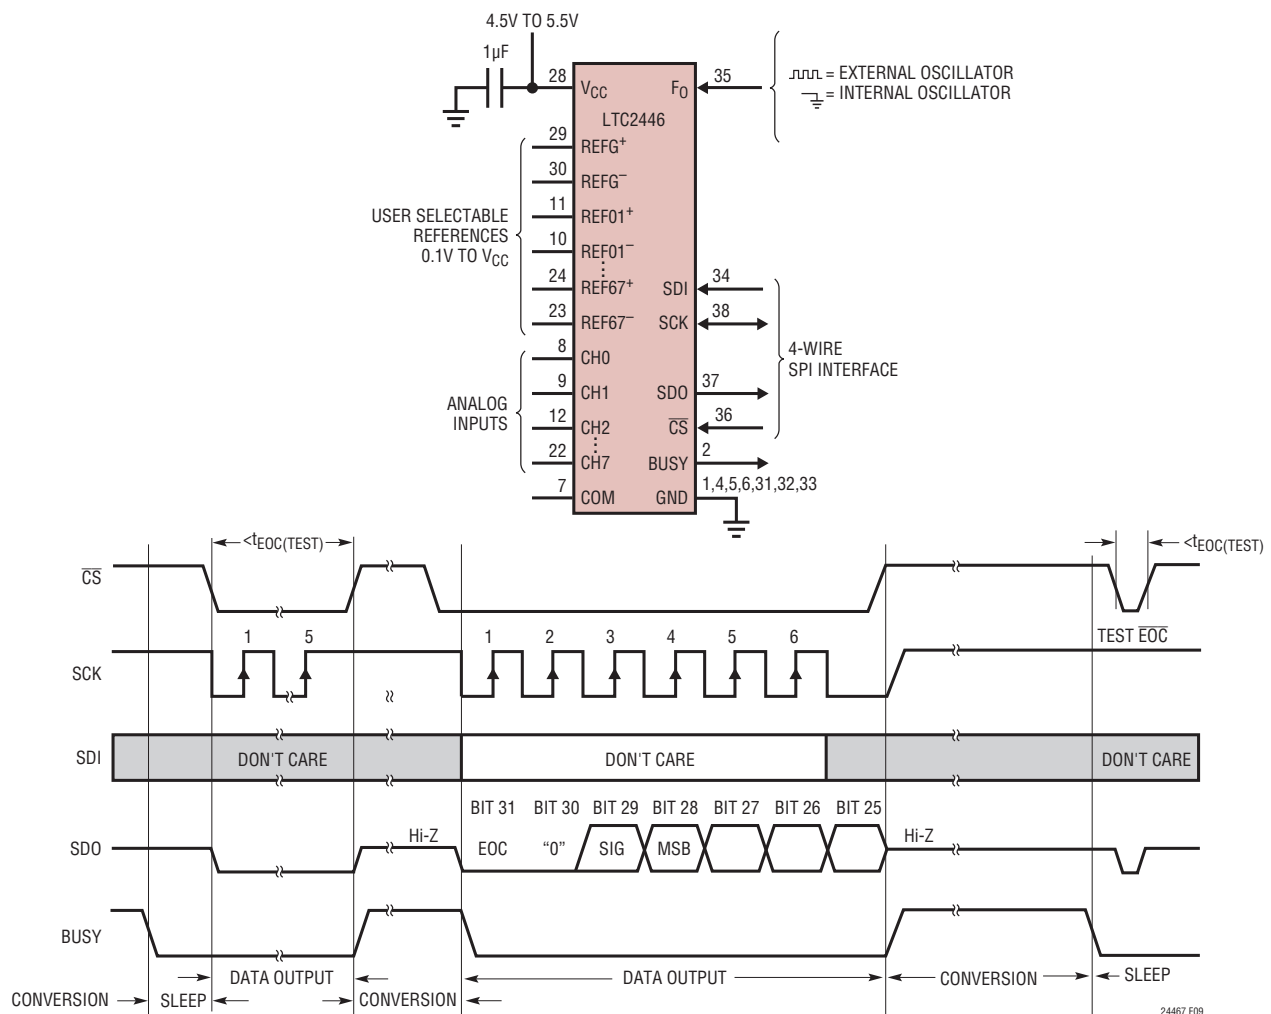 4.5V TO 5.5V
1µF
28
VCC
FO
35
= EXTERNAL OSCILLATOR
= INTERNAL OSCILLATOR
LTC2446
29
REFG+
30
REFG–
11
REF01+
10
REF01–
24
REF67+
23
REF67–
USER SELECTABLE
REFERENCES
0.1V TO VCC
8
CH0
9
CH1
12
CH2
22
CH7
7
COM
ANALOG
INPUTS
SDI
34
SCK
38
SDO
37
CS
36
BUSY
2
GND
1,4,5,6,31,32,33
4-WIRE
SPI INTERFACE
<tEOC(TEST)
<tEOC(TEST)
CS
TEST EOC
1 5 1 2 3 4 5 6
SCK
SDI
DON'T CARE DON'T CARE DON'T CARE
BIT 31 BIT 30 BIT 29 BIT 28 BIT 27 BIT 26 BIT 25
SDO
Hi-Z EOC "0" SIG MSB Hi-Z
BUSY
DATA OUTPUT DATA OUTPUT CONVERSION SLEEP
CONVERSION SLEEP CONVERSION
24467 F09